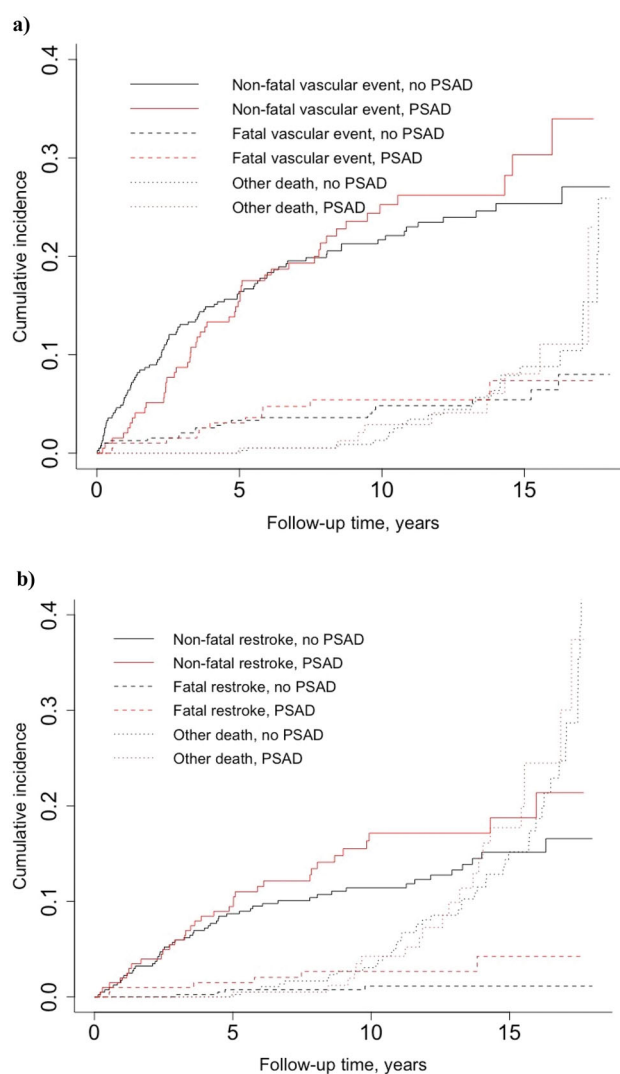 a)
0.4
0.3
0.2
0.1
0.0
Cumulative incidence
Non-fatal vascular event, no PSAD
Non-fatal vascular event, PSAD
Fatal vascular event, no PSAD
Fatal vascular event, PSAD
Other death, no PSAD
Other death, PSAD
0 5 10 15
Follow-up time, years
b)
0.4
0.3
0.2
0.1
0.0
Cumulative incidence
Non-fatal restroke, no PSAD
Non-fatal restroke, PSAD
Fatal restroke, no PSAD
Fatal restroke, PSAD
Other death, no PSAD
Other death, PSAD
0 5 10 15
Follow-up time, years